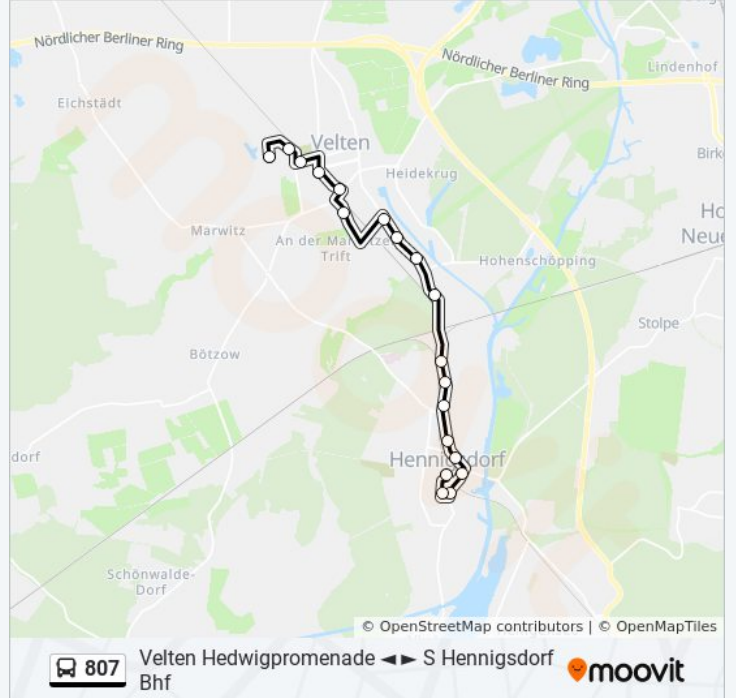 Nördlicher Berliner Ring
Nördlicher Berliner Ring
Lindenhof
Eichstädt
Velten
Birk
Heidekrug
Marwitz
An der Ma
Trift
Hohenschöpping
Ho
Neue
Stolpe
Bötzow
Hennigsdorf
dorf
Schönwalde-
Dorf
© OpenStreetMap contributors | © OpenMapTiles
807
Velten Hedwigpromenade ◄► S Hennigsdorf
Bhf
moovit